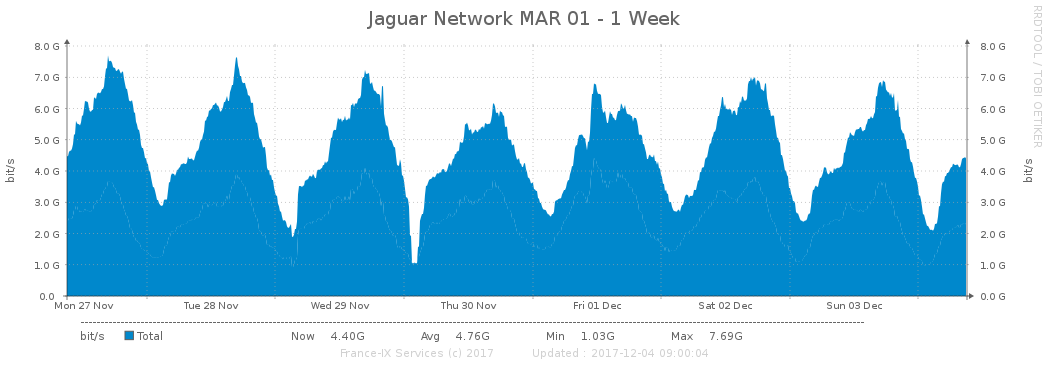 Jaguar Network MAR 01 - 1 Week
RRDTOOL / TOBI OETIKER
bit/s
bit/s
8.0 G 8.0 G
7.0 G 7.0 G
6.0 G 6.0 G
5.0 G 5.0 G
4.0 G 4.0 G
3.0 G 3.0 G
2.0 G 2.0 G
1.0 G 1.0 G
0.0 0.0 G
Mon 27 Nov Tue 28 Nov Wed 29 Nov Thu 30 Nov Fri 01 Dec Sat 02 Dec Sun 03 Dec
bit/s Total Now 4.40G Avg 4.76G Min 1.03G Max 7.69G
France-IX Services (c) 2017 Updated : 2017-12-04 09:00:04